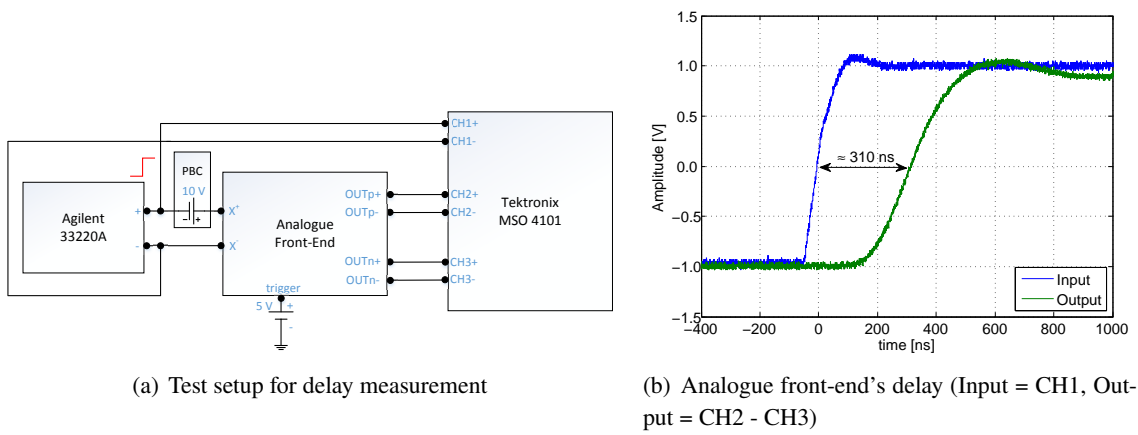 CH1+
CH1-
PBC
10 V
Agilent
33220A
+
-
- +
X+
X-
Analogue
Front-End
OUTp+
OUTp-
OUTn+
OUTn-
trigger
5 V
+
-
CH2+
CH2-
CH3+
CH3-
Tektronix
MSO 4101
(a) Test setup for delay measurement
1.5
1.0
0.5
0.0
−0.5
−1.0
−1.5
Amplitude [V]
≈ 310 ns
Input
Output
−400
−200
0
200
400
600
800
1000
time [ns]
(b) Analogue front-end's delay (Input = CH1, Out-
put = CH2 - CH3)